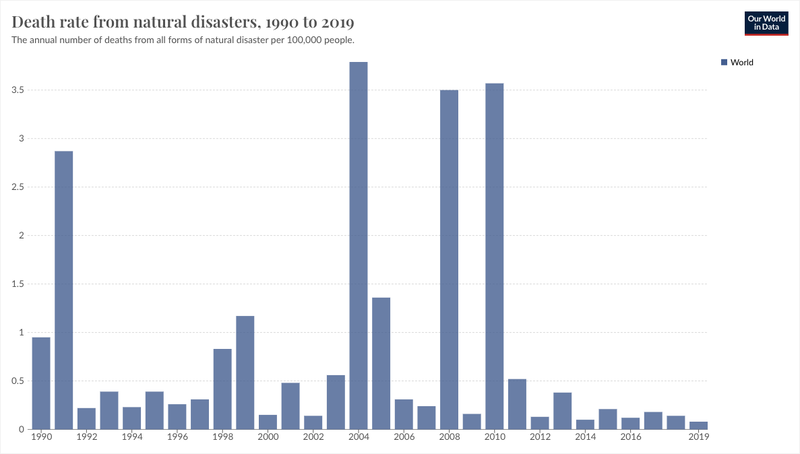 Death rate from natural disasters, 1990 to 2019
The annual number of deaths from all forms of natural disaster per 100,000 people.
Our World
in Data
World
3.5
3
2.5
2
1.5
1
0.5
0
1990 1992 1994 1996 1998 2000 2002 2004 2006 2008 2010 2012 2014 2016 2019